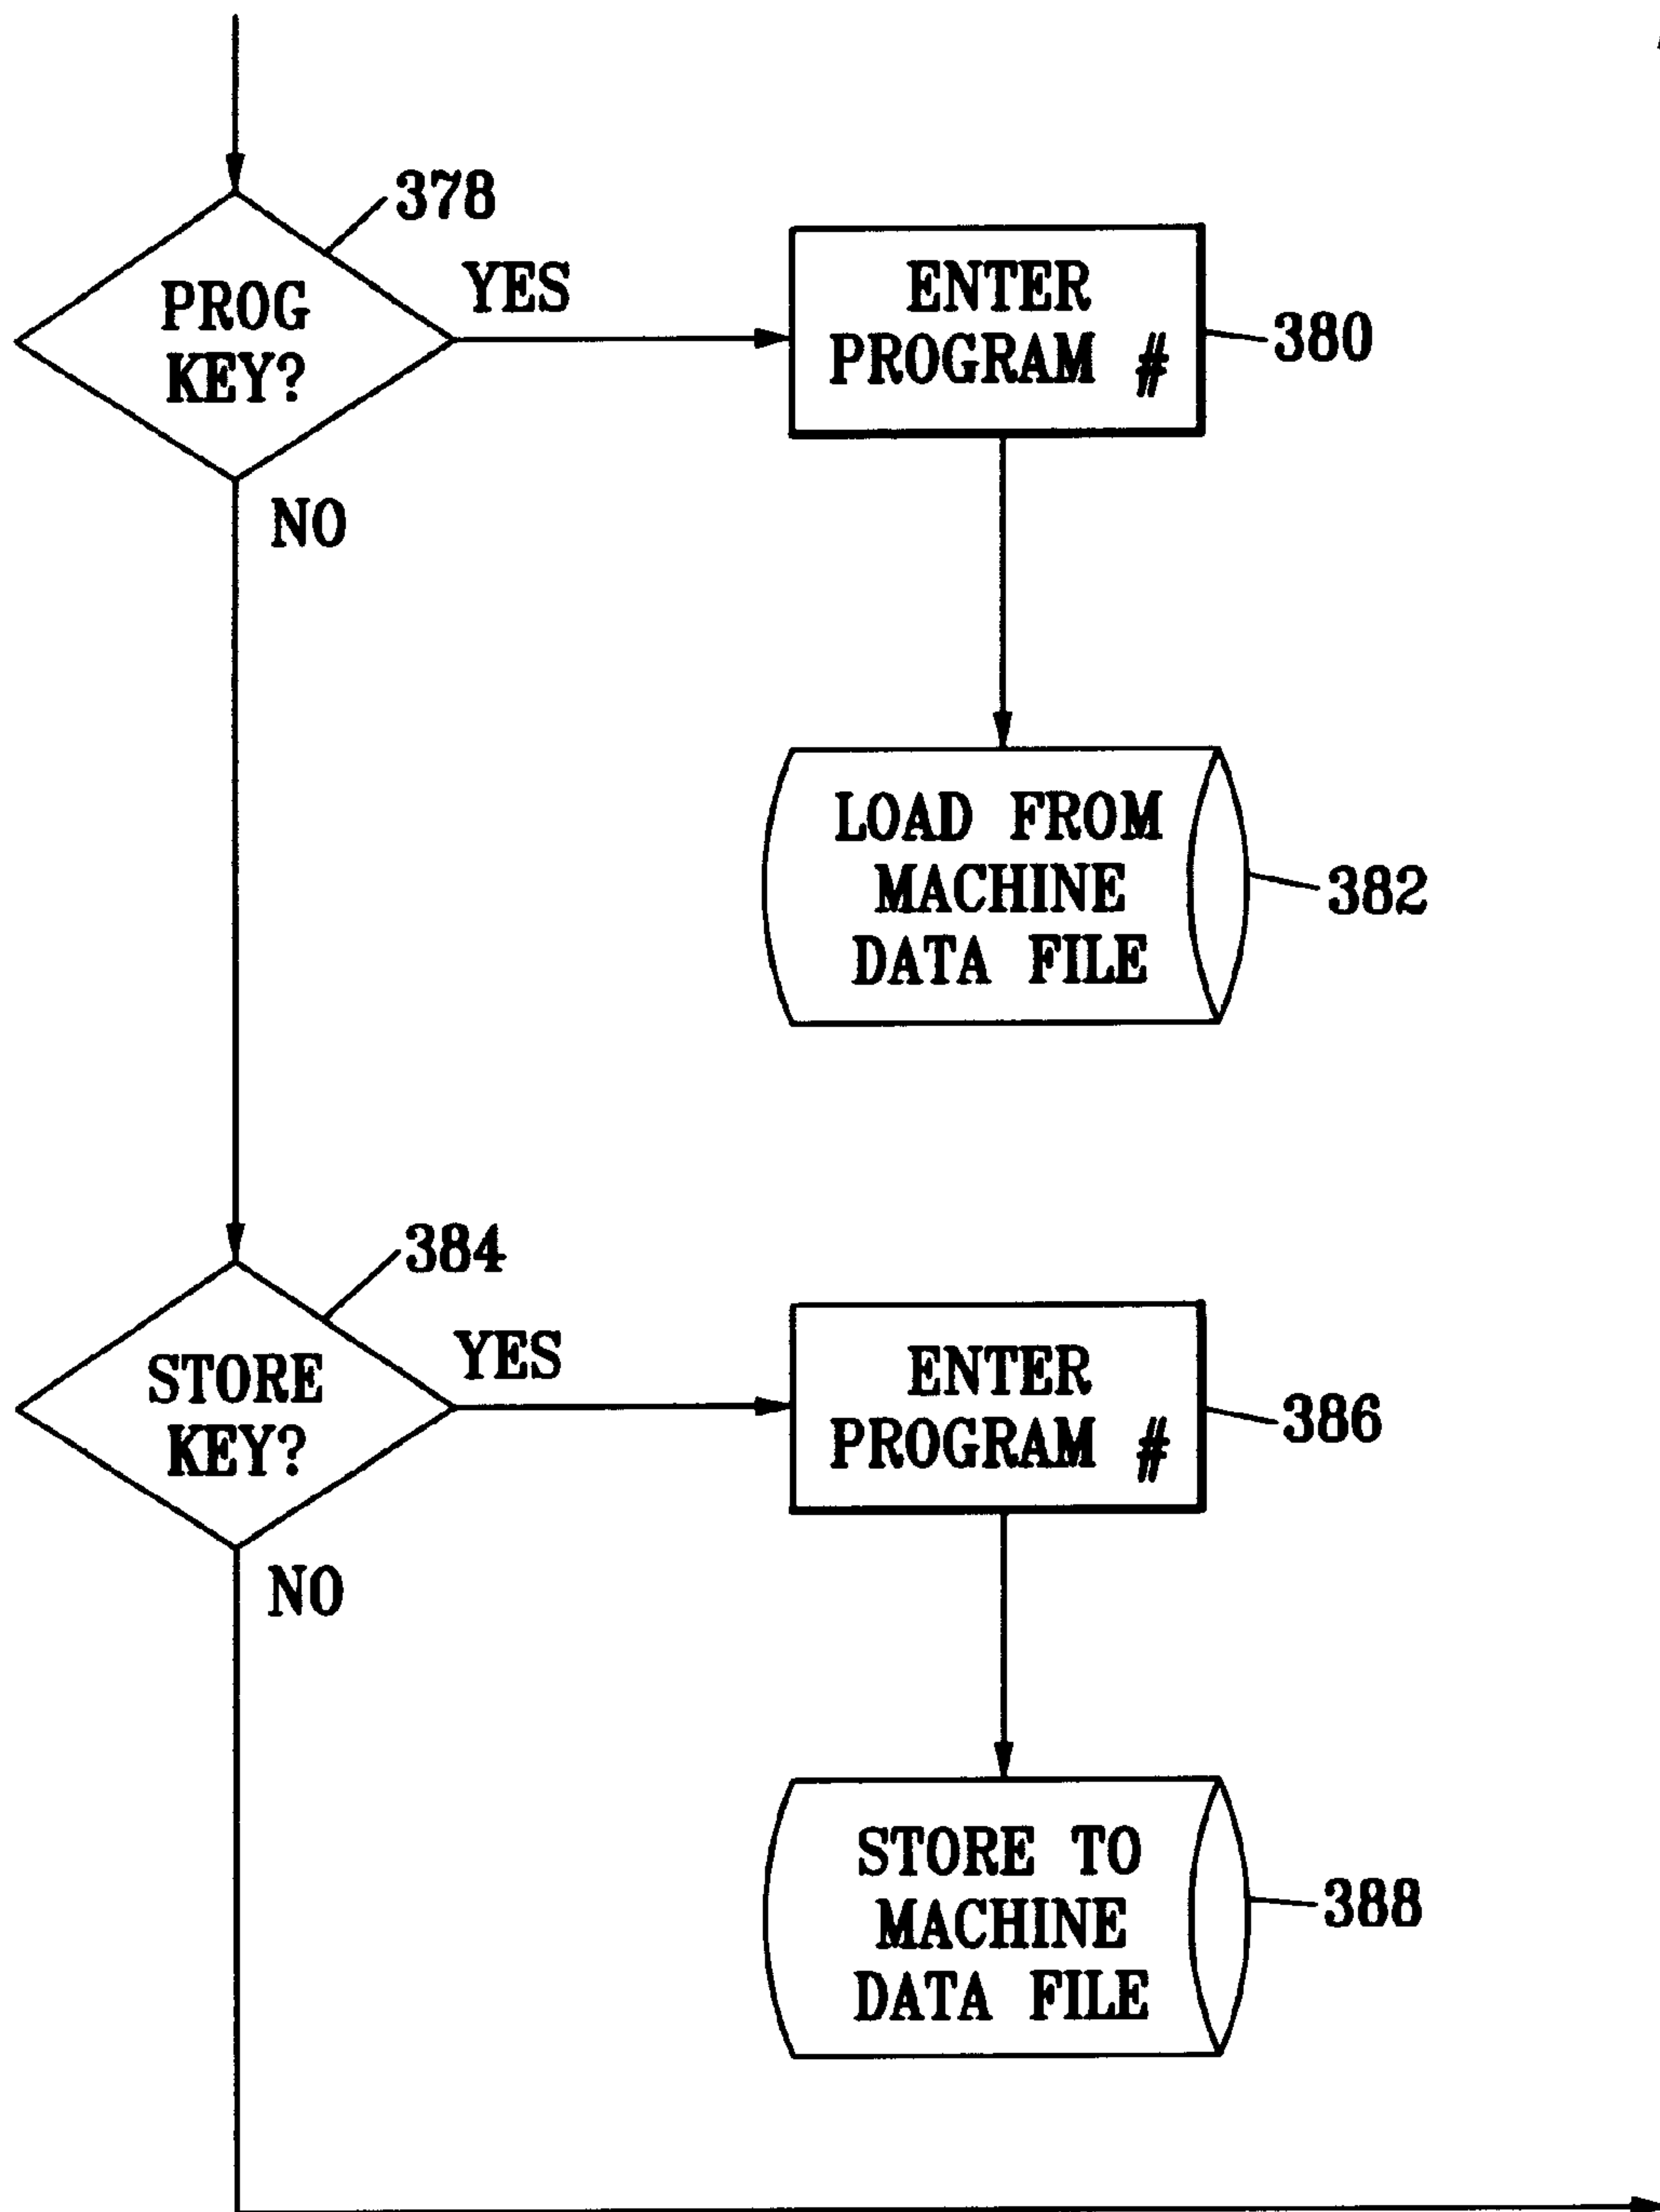 378
PROG
KEY?
YES
NO
ENTER
PROGRAM #
380
LOAD FROM
MACHINE
DATA FILE
382
384
STORE
KEY?
YES
NO
ENTER
PROGRAM #
386
STORE TO
MACHINE
DATA FILE
388